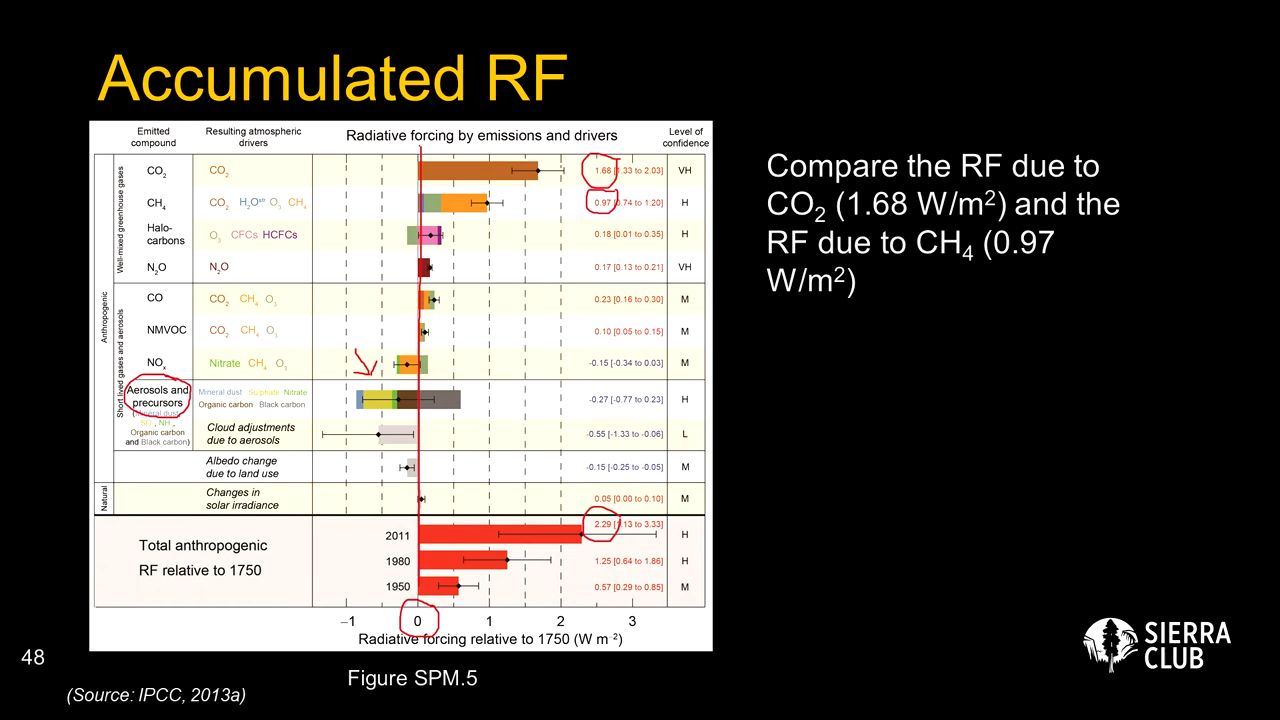 Accumulated RF
Emitted compound
Resulting atmospheric drivers
Radiative forcing by emissions and drivers
Level of confidence
Anthropogenic
Well-mixed greenhouse gases
CO₂ CO₂ 1.68 [1.33 to 2.03] VH
CH₄ CO₂ H₂Oˢᵗʳ O₃ CH₄ 0.97 [0.74 to 1.20] H
Halo-carbons O₃ CFCs HCFCs 0.18 [0.01 to 0.35] H
N₂O N₂O 0.17 [0.13 to 0.21] VH
Short lived gases and aerosols
CO CO₂ CH₄ O₃ 0.23 [0.16 to 0.30] M
NMVOC CO₂ CH₄ O₃ 0.10 [0.05 to 0.15] M
NOₓ Nitrate CH₄ O₃ -0.15 [-0.34 to 0.03] M
Aerosols and
precursors
(Mineral dust,
SO₂, NH₃,
Organic carbon
and Black carbon)
Mineral dust Sulphate Nitrate
Organic carbon Black carbon
-0.27 [-0.77 to 0.23] H
Cloud adjustments
due to aerosols
-0.55 [-1.33 to -0.06] L
Albedo change
due to land use
-0.15 [-0.25 to -0.05] M
Natural
Changes in
solar irradiance
0.05 [0.00 to 0.10] M
Total anthropogenic
RF relative to 1750
2011 2.29 [1.13 to 3.33] H
1980 1.25 [0.64 to 1.86] H
1950 0.57 [0.29 to 0.85] M
−1 0 1 2 3
Radiative forcing relative to 1750 (W m⁻²)
Compare the RF due to
CO₂ (1.68 W/m²) and the
RF due to CH₄ (0.97
W/m²)
Figure SPM.5
48
(Source: IPCC, 2013a)
SIERRA
CLUB